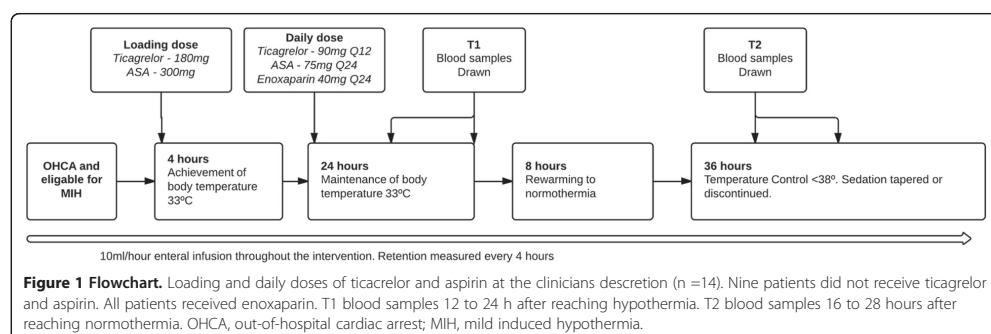 Loading dose
Ticagrelor - 180mg
ASA - 300mg
Daily dose
Ticagrelor - 90mg Q12
ASA - 75mg Q24
Enoxaparin 40mg Q24
T1
Blood samples
Drawn
T2
Blood samples
Drawn
OHCA and
eligable for
MIH
4 hours
Achievement of
body temperature
33ºC
24 hours
Maintenance of body
temperature 33ºC
8 hours
Rewarming to
normothermia
36 hours
Temperature Control <38º. Sedation tapered or
discontinued.
10ml/hour enteral infusion throughout the intervention. Retention measured every 4 hours
Figure 1 Flowchart. Loading and daily doses of ticacrelor and aspirin at the clinicians descretion (n =14). Nine patients did not receive ticagrelor
and aspirin. All patients received enoxaparin. T1 blood samples 12 to 24 h after reaching hypothermia. T2 blood samples 16 to 28 hours after
reaching normothermia. OHCA, out-of-hospital cardiac arrest; MIH, mild induced hypothermia.